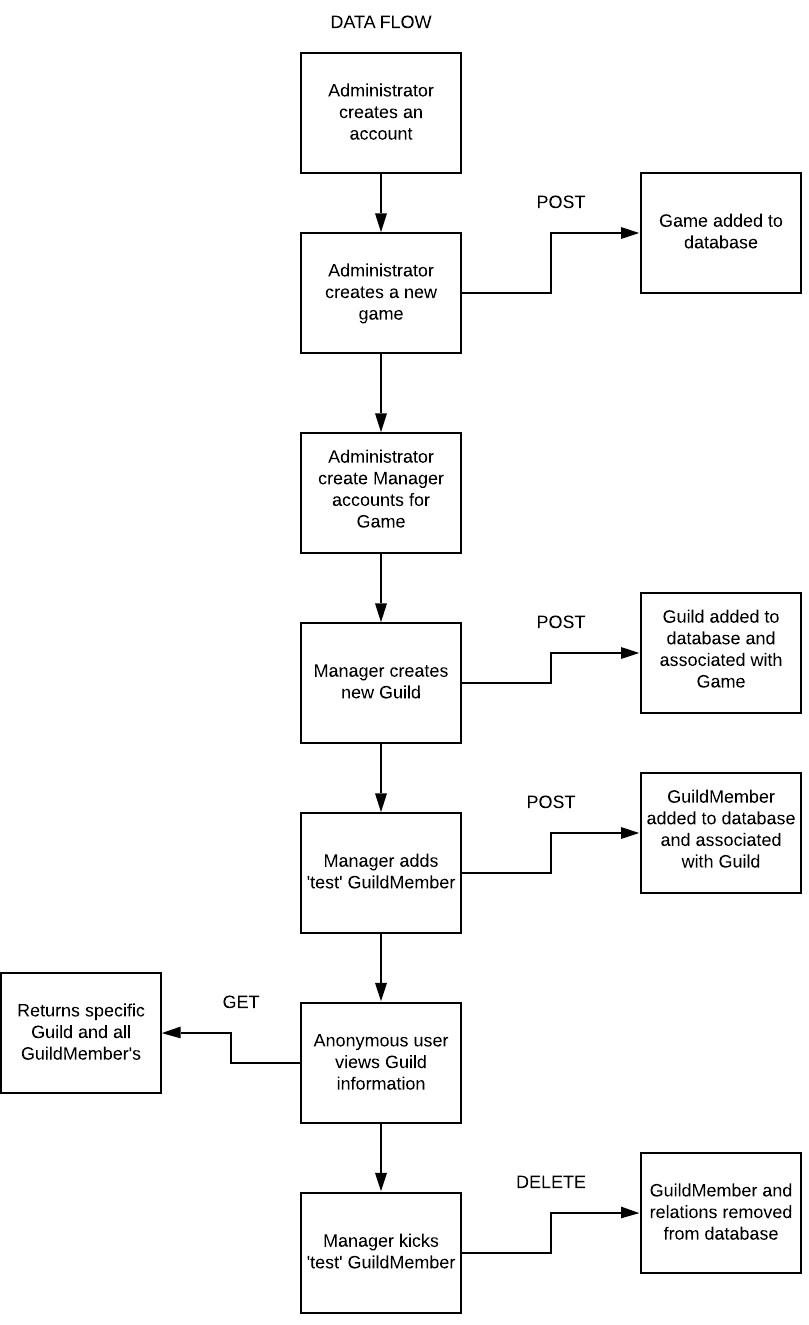 DATA FLOW
Administrator
creates an
account
POST
Game added to
database
Administrator
creates a new
game
Administrator
create Manager
accounts for
Game
POST
Guild added to
database and
associated with
Game
Manager creates
new Guild
POST
GuildMember
added to database
and associated
with Guild
Manager adds
'test' GuildMember
GET
Returns specific
Guild and all
GuildMember's
Anonymous user
views Guild
information
DELETE
GuildMember and
relations removed
from database
Manager kicks
'test' GuildMember